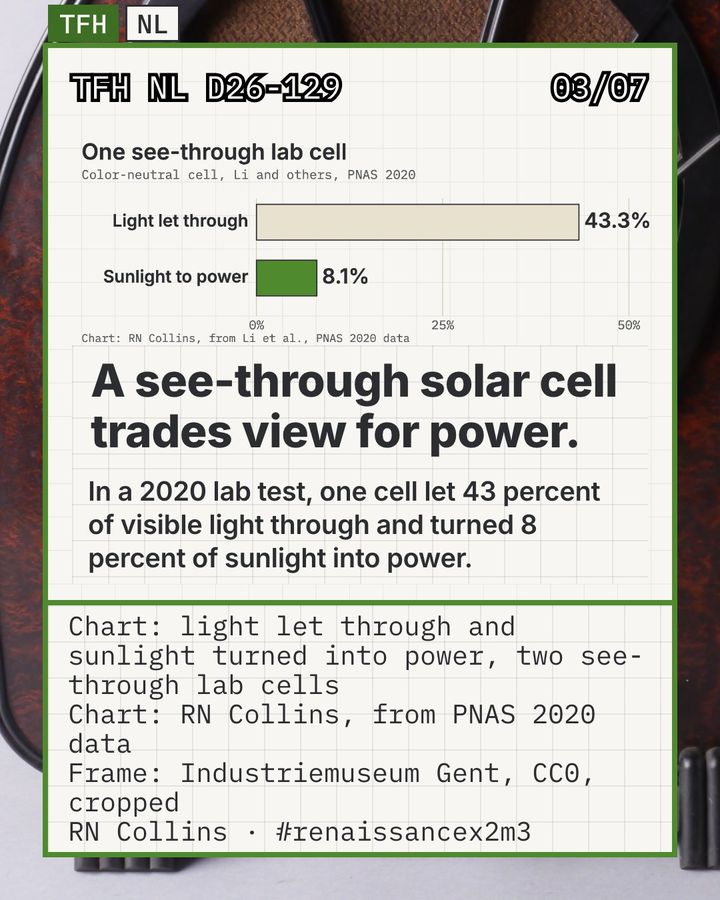 TFH NL
TFH NL D26-129 03/07
One see-through lab cell
Color-neutral cell, Li and others, PNAS 2020
Light let through 43.3%
Sunlight to power 8.1%
0% 25% 50%
Chart: RN Collins, from Li et al., PNAS 2020 data
A see-through solar cell
trades view for power.
In a 2020 lab test, one cell let 43 percent
of visible light through and turned 8
percent of sunlight into power.
Chart: light let through and
sunlight turned into power, two see-
through lab cells
Chart: RN Collins, from PNAS 2020
data
Frame: Industriemuseum Gent, CC0,
cropped
RN Collins · #renaissancex2m3